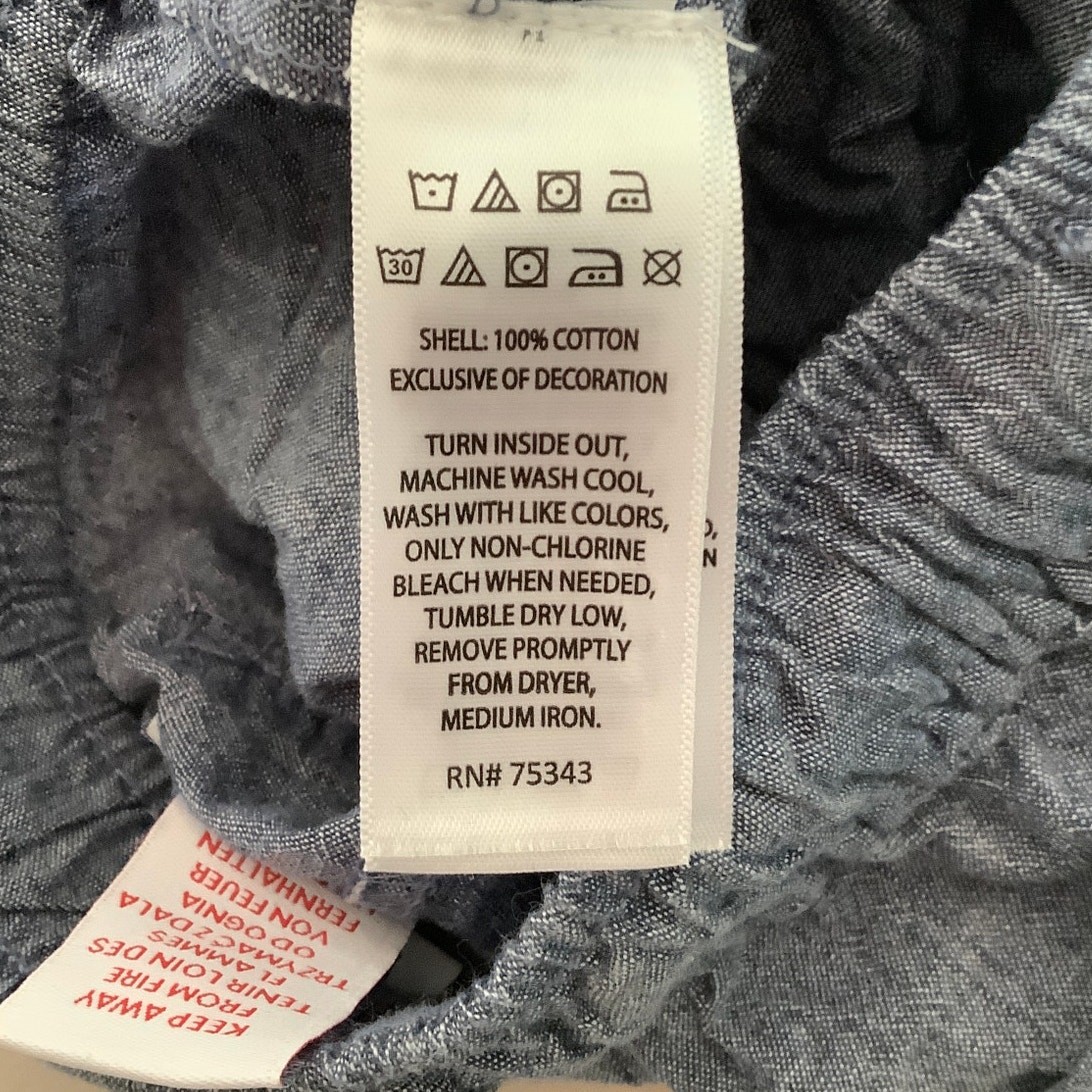 30
SHELL: 100% COTTON
EXCLUSIVE OF DECORATION
TURN INSIDE OUT,
MACHINE WASH COOL,
WASH WITH LIKE COLORS,
ONLY NON-CHLORINE
BLEACH WHEN NEEDED,
TUMBLE DRY LOW,
REMOVE PROMPTLY
FROM DRYER,
MEDIUM IRON.
RN# 75343
KEEP AWAY
FROM FIRE
TENIR LOIN DES
FLAMMES
TRZYMAĆ Z DALA
OD OGNIA
VON FEUER
FERNHALTEN